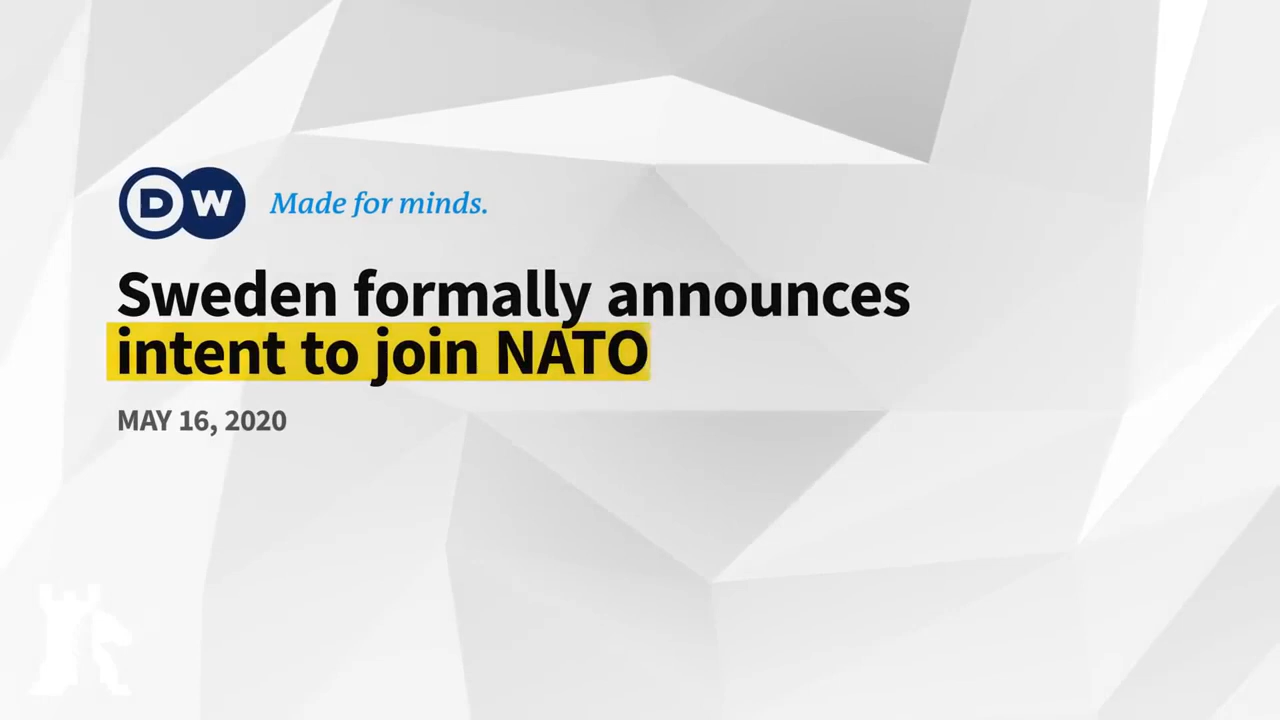 DW Made for minds.
Sweden formally announces
intent to join NATO
MAY 16, 2020